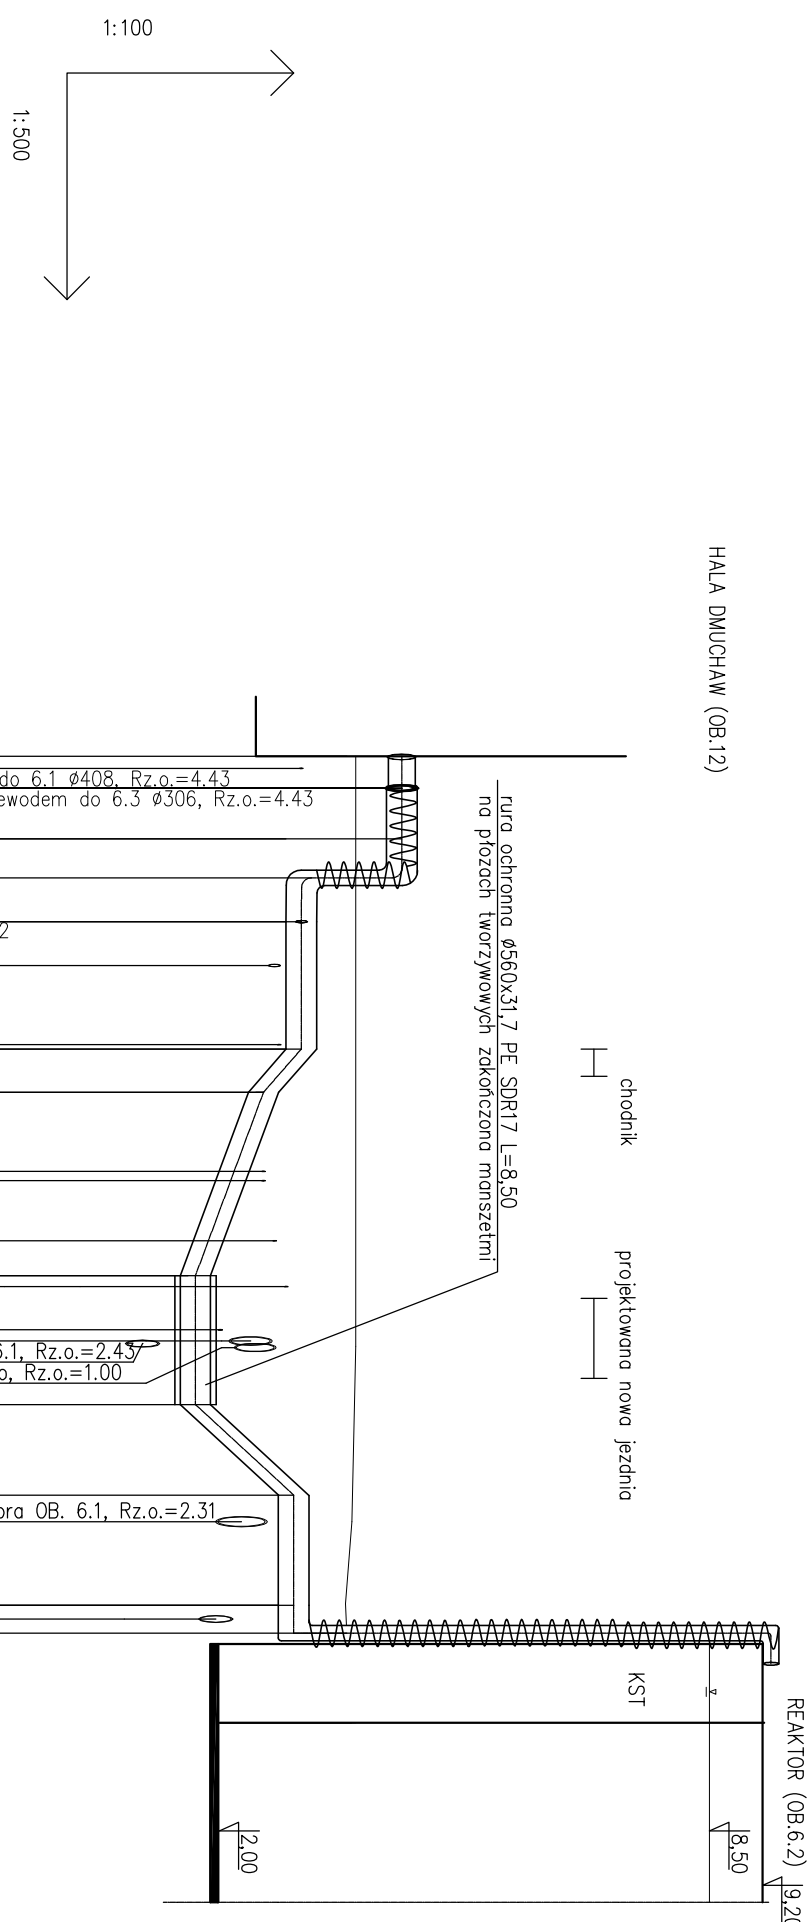 1:100
1:500
HALA DMUCHAW (OB.12)
do 6.1 ø408, Rz.o.=4.43
ewodem do 6.3 ø306, Rz.o.=4.43
rura ochronna ø560x31,7 PE SDR17 L=8,50
na płozach tworzywowych zakończona manszetmi
2
chodnik
projektowana nowa jezdnia
6.1, Rz.o.=2.43
o, Rz.o.=1.00
ora OB. 6.1, Rz.o.=2.31
KST
REAKTOR (OB.6.2)
2,00
8,50
9,20